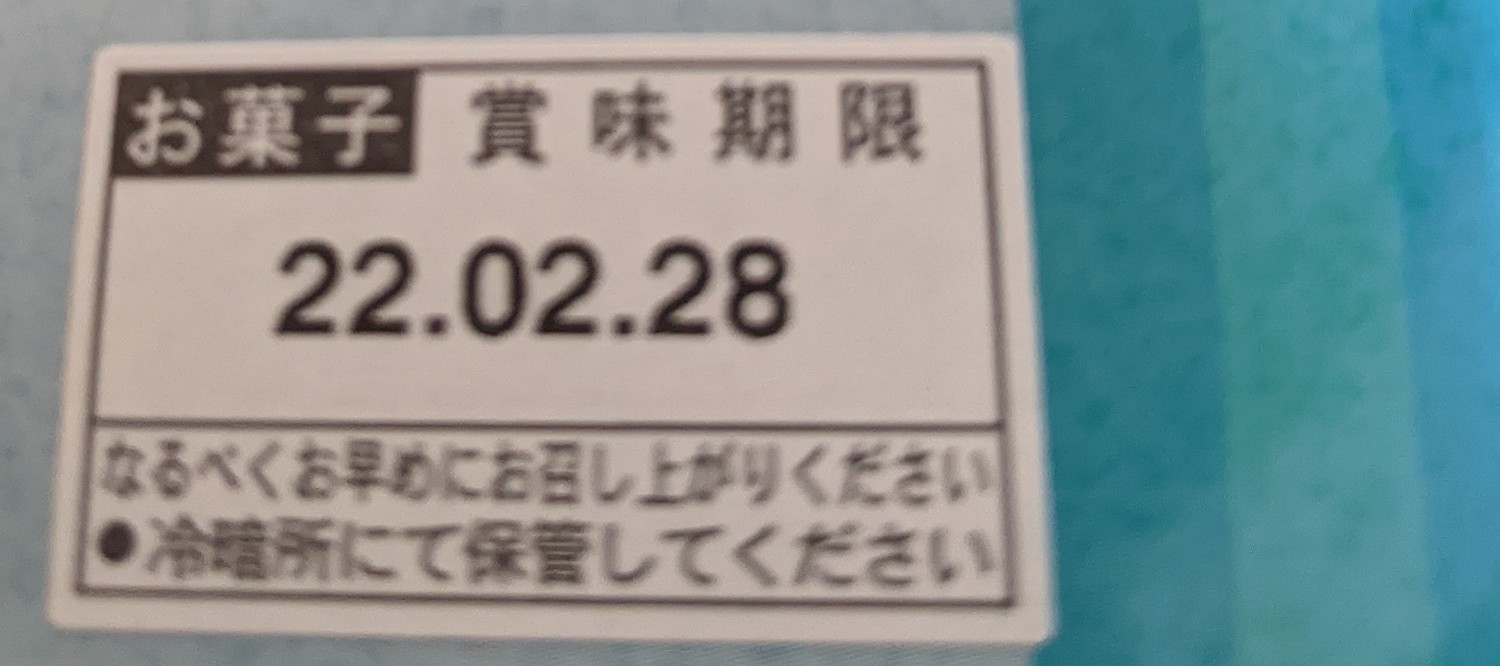 お菓子 賞味期限
22.02.28
なるべくお早めにお召し上がりください
●冷暗所にて保管してください